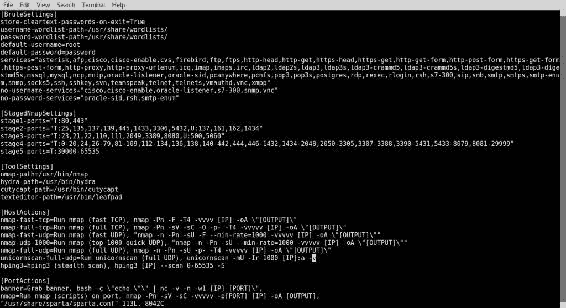 File Edit View Search Terminal Help
[BruteSettings]
store-cleartext-passwords-on-exit=True
username-wordlist-path=/usr/share/wordlists/
password-wordlist-path=/usr/share/wordlists/
default-username=root
default-password=password
services="asterisk,afp,cisco,cisco-enable,cvs,firebird,ftp,ftps,http-head,http-get,https-head,https-get,http-get-form,http-post-form,https-get-form
,https-post-form,http-proxy,http-proxy-urlenum,icq,imap,imaps,irc,ldap2,ldap2s,ldap3,ldap3s,ldap3-crammd5,ldap3-crammd5s,ldap3-digestmd5,ldap3-dige
stmd5s,mssql,mysql,ncp,nntp,oracle-listener,oracle-sid,pcanywhere,pcnfs,pop3,pop3s,postgres,rdp,rexec,rlogin,rsh,s7-300,sip,smb,smtp,smtps,smtp-enu
m,snmp,socks5,ssh,sshkey,svn,teamspeak,telnet,telnets,vmauthd,vnc,xmpp"
no-username-services="cisco,cisco-enable,oracle-listener,s7-300,snmp,vnc"
no-password-services="oracle-sid,rsh,smtp-enum"
[StagedNmapSettings]
stage1-ports="T:80,443"
stage2-ports="T:25,135,137,139,445,1433,3306,5432,U:137,161,162,1434"
stage3-ports="T:23,21,22,110,111,2049,3389,8080,U:500,5060"
stage4-ports="T:0-20,24,26-79,81-109,112-134,136,138,140-442,444,446-1432,1434-2048,2050-3305,3307-3388,3390-5431,5433-8079,8081-29999"
stage5-ports=T:30000-65535
[ToolSettings]
nmap-path=/usr/bin/nmap
hydra-path=/usr/bin/hydra
cutycapt-path=/usr/bin/cutycapt
texteditor-path=/usr/bin/leafpad
[HostActions]
nmap-fast-tcp=Run nmap (fast TCP), nmap -Pn -F -T4 -vvvv [IP] -oA \"[OUTPUT]\"
nmap-full-tcp=Run nmap (full TCP), nmap -Pn -sV -sC -O -p- -T4 -vvvvv [IP] -oA \"[OUTPUT]\"
nmap-fast-udp=Run nmap (fast UDP), "nmap -n -Pn -sU -F --min-rate=1000 -vvvvv [IP] -oA \"[OUTPUT]\""
nmap-udp-1000=Run nmap (top 1000 quick UDP), "nmap -n -Pn -sU --min-rate=1000 -vvvvv [IP] -oA \"[OUTPUT]\""
nmap-full-udp=Run nmap (full UDP), nmap -n -Pn -sU -p- -T4 -vvvvv [IP] -oA \"[OUTPUT]\"
unicornscan-full-udp=Run unicornscan (full UDP), unicornscan -mU -Ir 1000 [IP]:a -
hping3=hping3 (stealth scan), hping3 [IP] --scan 0-65535 -S
[PortActions]
banner=Grab banner, bash -c \"echo \"\" | nc -v -n -w1 [IP] [PORT]\",
nmap=Run nmap (scripts) on port, nmap -Pn -sV -sC -vvvvv -p[PORT] [IP] -oA [OUTPUT],
"/usr/share/sparta/sparta.conf" 113L, 8042C